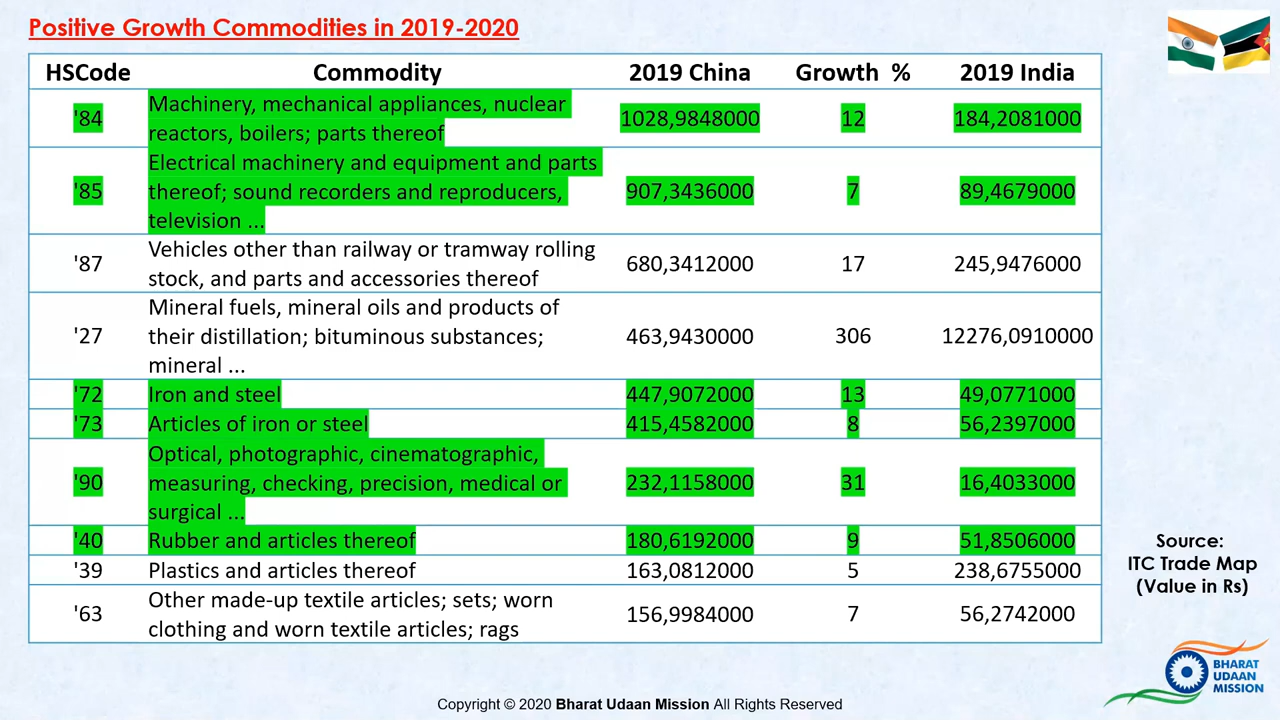 Positive Growth Commodities in 2019-2020
HSCode Commodity 2019 China Growth % 2019 India
'84 Machinery, mechanical appliances, nuclear reactors, boilers; parts thereof 1028,9848000 12 184,2081000
'85 Electrical machinery and equipment and parts thereof; sound recorders and reproducers, television ... 907,3436000 7 89,4679000
'87 Vehicles other than railway or tramway rolling stock, and parts and accessories thereof 680,3412000 17 245,9476000
'27 Mineral fuels, mineral oils and products of their distillation; bituminous substances; mineral ... 463,9430000 306 12276,0910000
'72 Iron and steel 447,9072000 13 49,0771000
'73 Articles of iron or steel 415,4582000 8 56,2397000
'90 Optical, photographic, cinematographic, measuring, checking, precision, medical or surgical ... 232,1158000 31 16,4033000
'40 Rubber and articles thereof 180,6192000 9 51,8506000
'39 Plastics and articles thereof 163,0812000 5 238,6755000
'63 Other made-up textile articles; sets; worn clothing and worn textile articles; rags 156,9984000 7 56,2742000
Source:
ITC Trade Map
(Value in Rs)
BHARAT
UDAAN
MISSION
Copyright © 2020 Bharat Udaan Mission All Rights Reserved